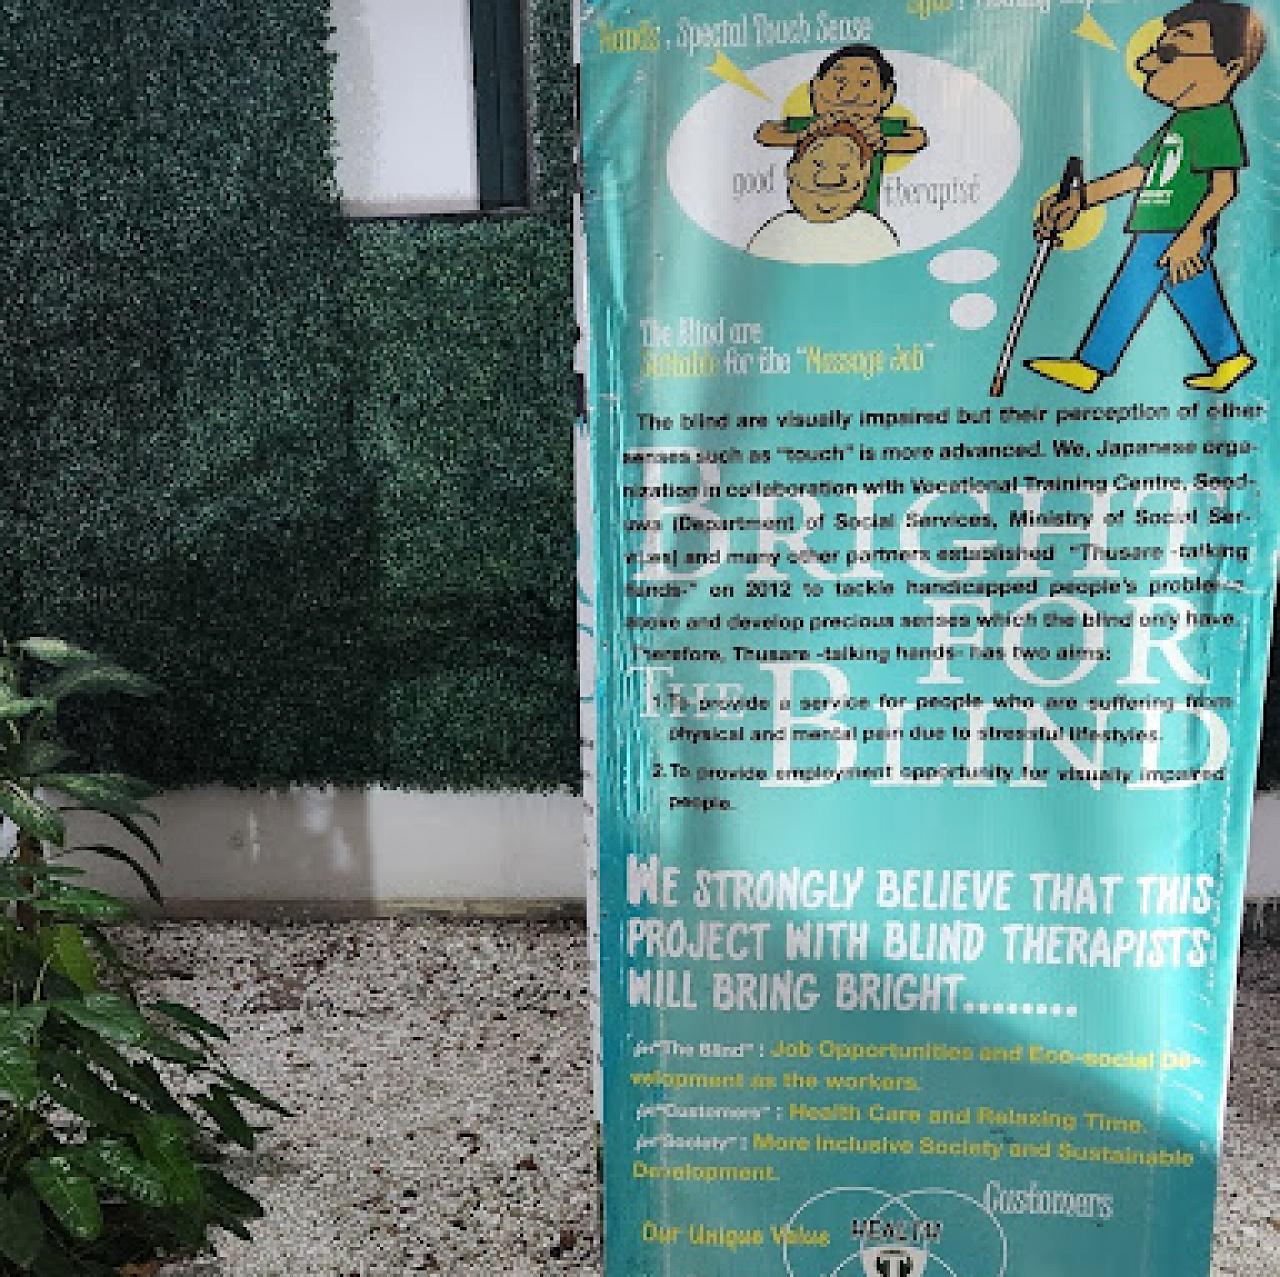 Hands : Special Touch Sense
good therapist
The Blind are
Suitable for the "Massage Job"
The blind are visually impaired but their perception of other
senses such as "touch" is more advanced. We, Japanese orga-
nization in collaboration with Vocational Training Centre, Seed-
uwa (Department of Social Services, Ministry of Social Ser-
vices) and many other partners established "Thusare -talking
hands-" on 2012 to tackle handicapped people's problems
above and develop precious senses which the blind only have.
Therefore, Thusare -talking hands- has two aims:
1.To provide a service for people who are suffering from
physical and mental pain due to stressful lifestyles.
2.To provide employment opportunity for visually impaired
people.
BRIGHT
FOR
THE BLIND
WE STRONGLY BELIEVE THAT THIS
PROJECT WITH BLIND THERAPISTS
WILL BRING BRIGHT........
for"The Blind" : Job Opportunities and Eco-social De-
velopment as the workers.
for"Customers" : Health Care and Relaxing Time.
for"Society" : More Inclusive Society and Sustainable
Development.
Customers
Our Unique Value HEALTH